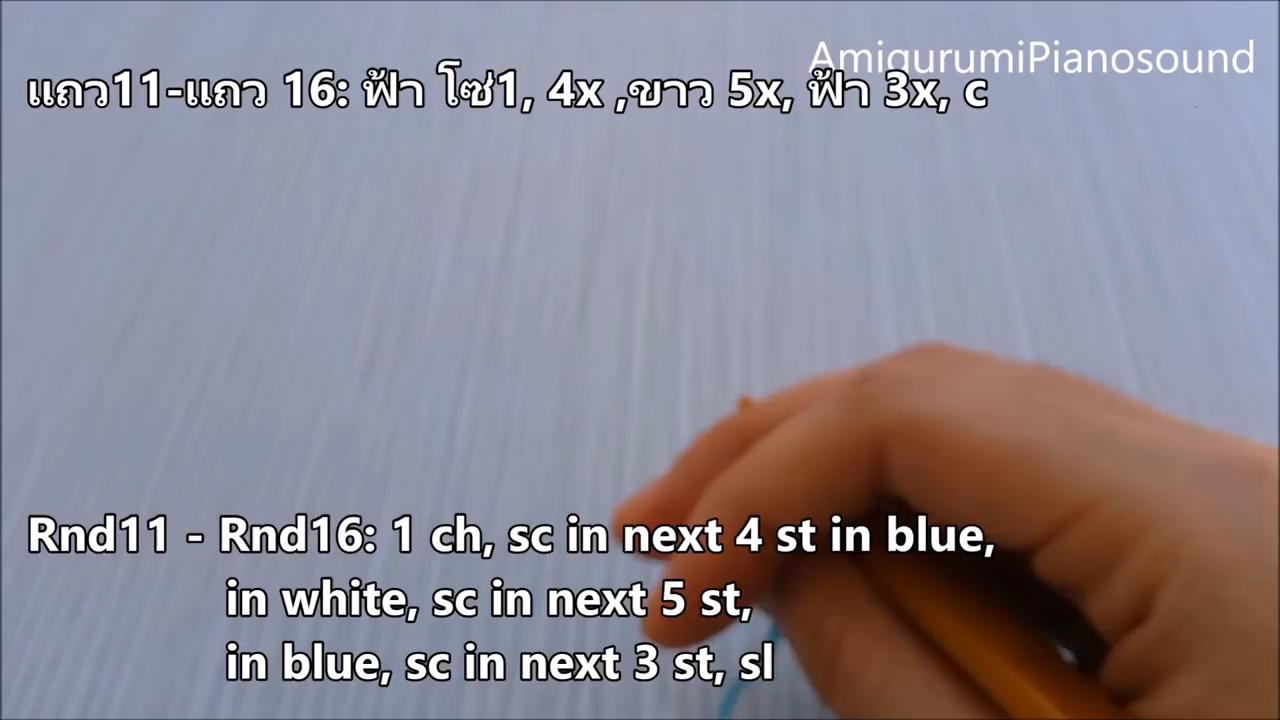 AmigurumiPianosound
แถว11-แถว 16: ฟ้า โซ่1, 4x ,ขาว 5x, ฟ้า 3x, c
Rnd11 - Rnd16: 1 ch, sc in next 4 st in blue,
in white, sc in next 5 st,
in blue, sc in next 3 st, sl